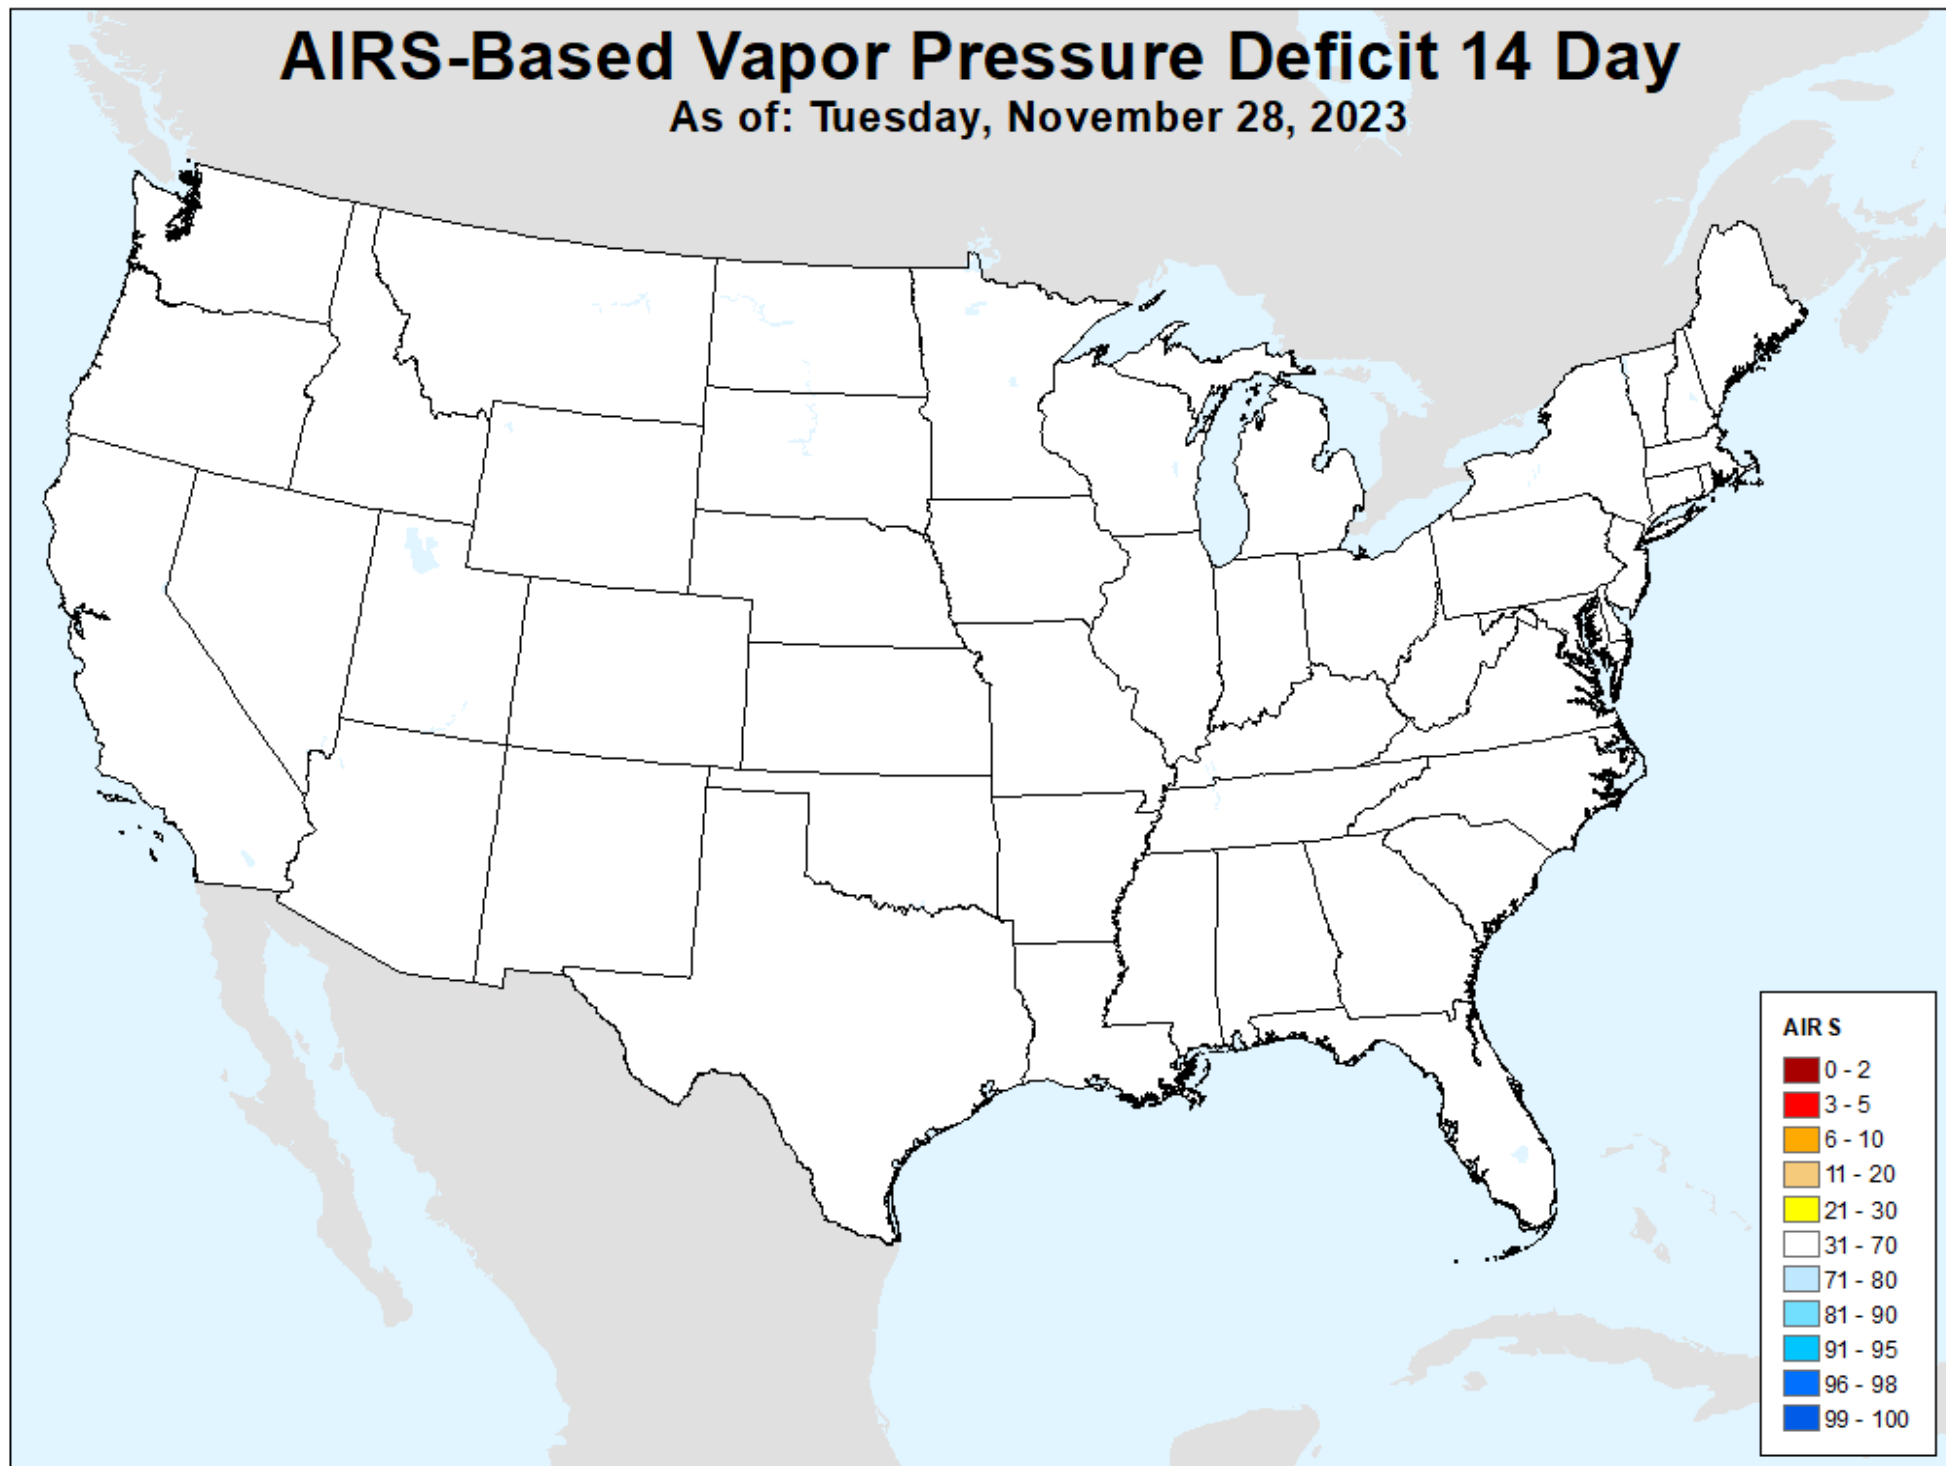 AIRS-Based Vapor Pressure Deficit 14 Day
As of: Tuesday, November 28, 2023
AIRS
0 - 2
3 - 5
6 - 10
11 - 20
21 - 30
31 - 70
71 - 80
81 - 90
91 - 95
96 - 98
99 - 100